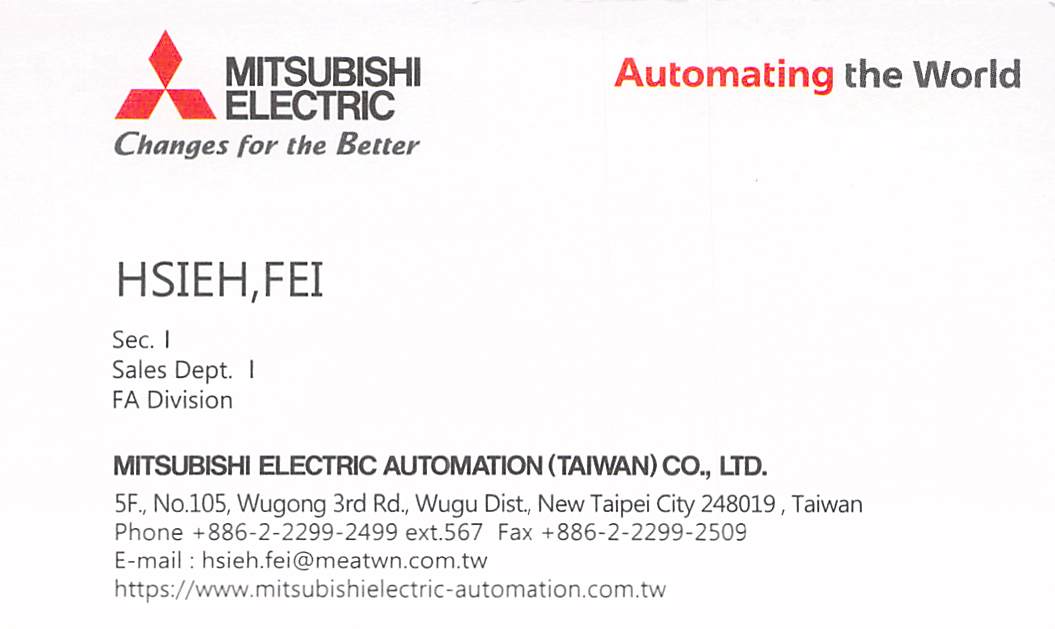 MITSUBISHI
ELECTRIC
Changes for the Better
Automating the World
HSIEH,FEI
Sec. I
Sales Dept. I
FA Division
MITSUBISHI ELECTRIC AUTOMATION (TAIWAN) CO., LTD.
5F., No.105, Wugong 3rd Rd., Wugu Dist., New Taipei City 248019 , Taiwan
Phone +886-2-2299-2499 ext.567 Fax +886-2-2299-2509
E-mail : hsieh.fei@meatwn.com.tw
https://www.mitsubishielectric-automation.com.tw